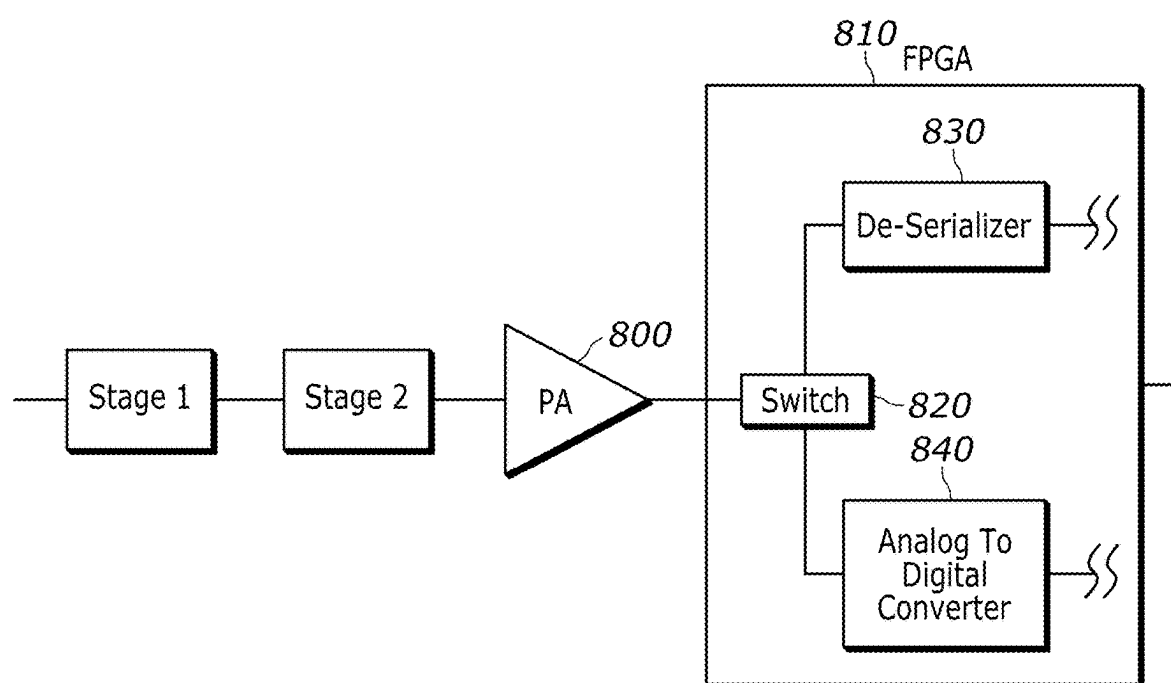 810
FPGA
830
De-Serializer
800
Stage 1
Stage 2
PA
Switch
820
840
Analog To
Digital
Converter